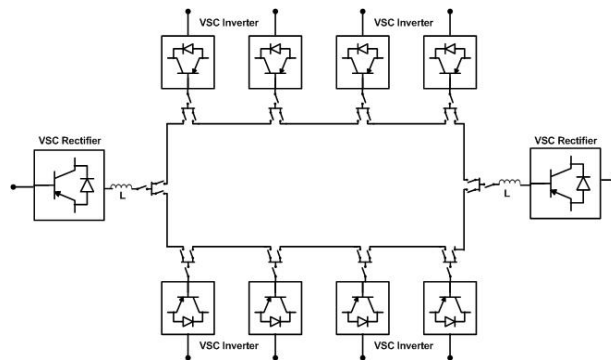 VSC Inverter VSC Inverter
VSC Rectifier VSC Rectifier
L L
VSC Inverter VSC Inverter